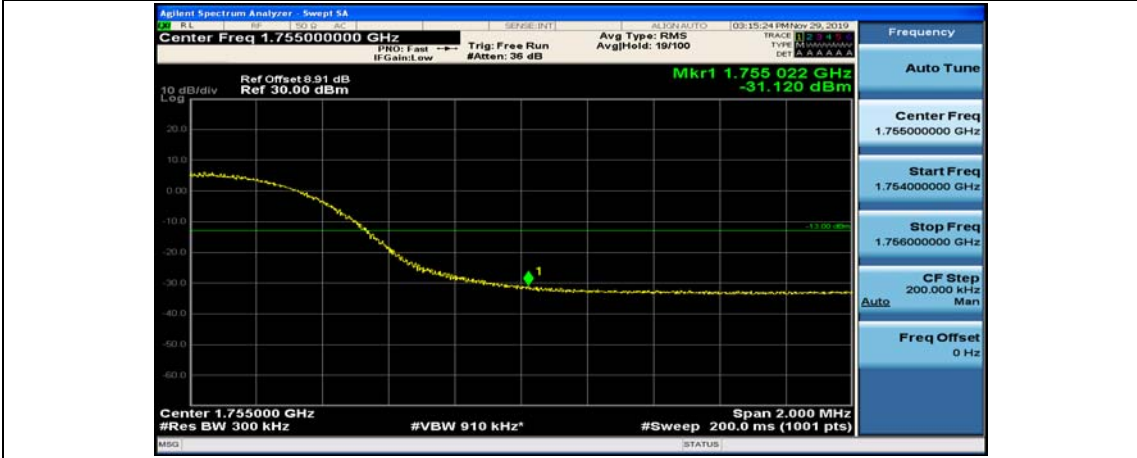 Agilent Spectrum Analyzer - Swept SA
RL RF 50 Ω AC SENSE:INT ALIGN AUTO 03:15:24 PM Nov 29, 2019
Center Freq 1.755000000 GHz
PNO: Fast Trig: Free Run Avg Type: RMS TRACE 1 2 3 4 5 6
IFGain:Low #Atten: 36 dB Avg|Hold: 19/100 TYPE M
DET A A A A A A
Ref Offset 8.91 dB Mkr1 1.755 022 GHz
10 dB/div Ref 30.00 dBm -31.120 dBm
Log
20.0
10.0
0.00
-10.0
-13.00 dBm
-20.0
1
-30.0
-40.0
-50.0
-60.0
Center 1.755000 GHz Span 2.000 MHz
#Res BW 300 kHz #VBW 910 kHz* #Sweep 200.0 ms (1001 pts)
MSG STATUS
Frequency
Auto Tune
Center Freq
1.755000000 GHz
Start Freq
1.754000000 GHz
Stop Freq
1.756000000 GHz
CF Step
200.000 kHz
Auto Man
Freq Offset
0 Hz